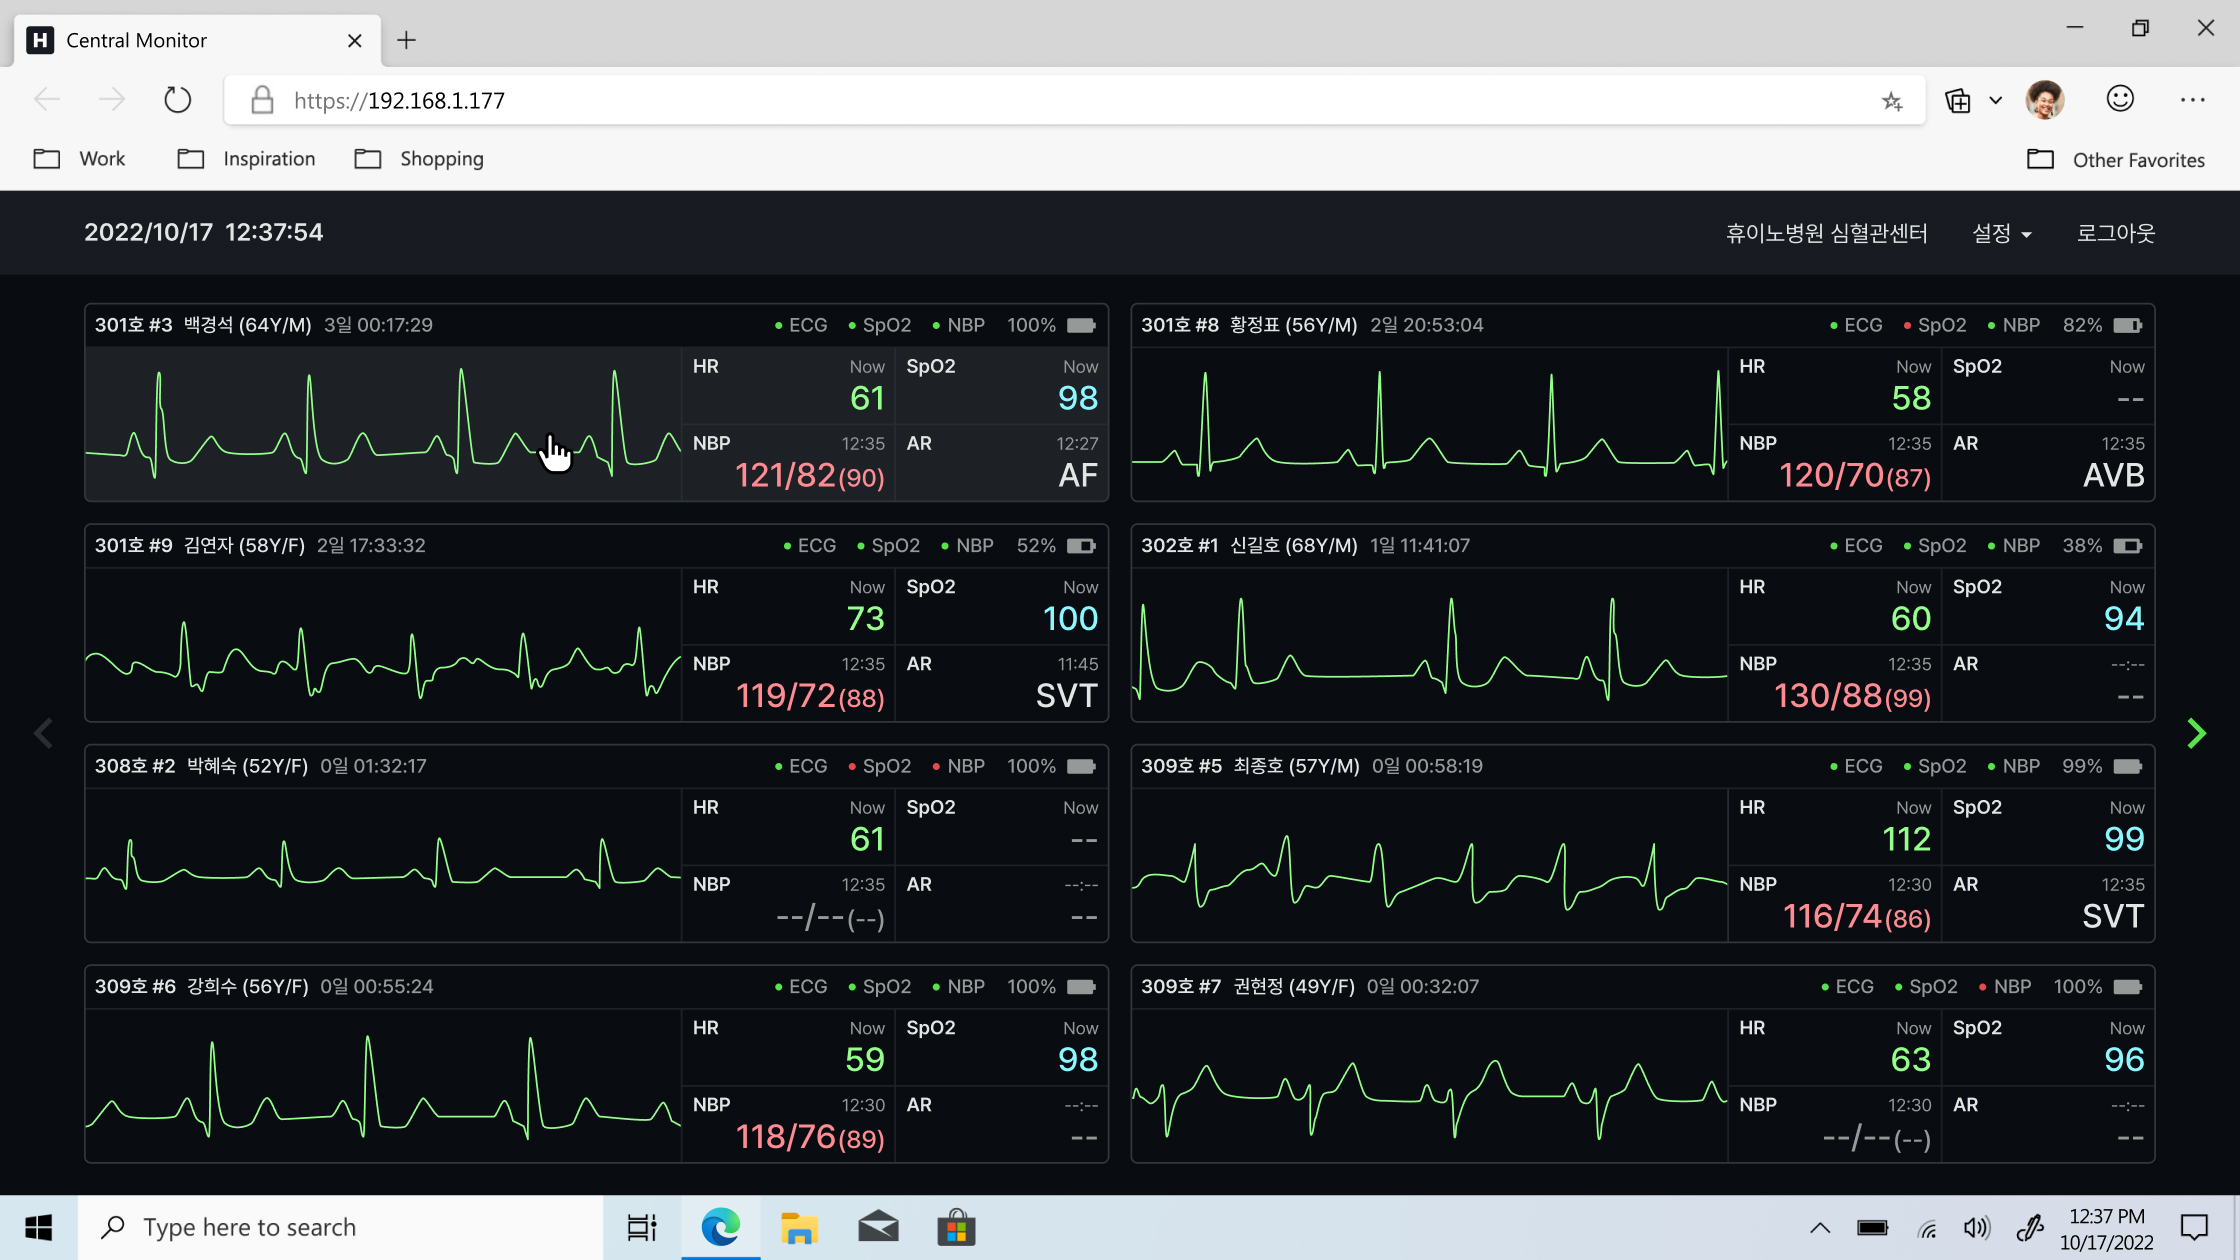 H Central Monitor
https://192.168.1.177
Work Inspiration Shopping Other Favorites
2022/10/17 12:37:54 휴이노병원 심혈관센터 설정 로그아웃
301호 #3 백경석 (64Y/M) 3일 00:17:29 ECG SpO2 NBP 100%
HR Now 61
SpO2 Now 98
NBP 12:35 121/82(90)
AR 12:27 AF
301호 #8 황정표 (56Y/M) 2일 20:53:04 ECG SpO2 NBP 82%
HR Now 58
SpO2 Now --
NBP 12:35 120/70(87)
AR 12:35 AVB
301호 #9 김연자 (58Y/F) 2일 17:33:32 ECG SpO2 NBP 52%
HR Now 73
SpO2 Now 100
NBP 12:35 119/72(88)
AR 11:45 SVT
302호 #1 신길호 (68Y/M) 1일 11:41:07 ECG SpO2 NBP 38%
HR Now 60
SpO2 Now 94
NBP 12:35 130/88(99)
AR --:-- --
308호 #2 박혜숙 (52Y/F) 0일 01:32:17 ECG SpO2 NBP 100%
HR Now 61
SpO2 Now --
NBP 12:35 --/--(--)
AR --:-- --
309호 #5 최종호 (57Y/M) 0일 00:58:19 ECG SpO2 NBP 99%
HR Now 112
SpO2 Now 99
NBP 12:30 116/74(86)
AR 12:35 SVT
309호 #6 강희수 (56Y/F) 0일 00:55:24 ECG SpO2 NBP 100%
HR Now 59
SpO2 Now 98
NBP 12:30 118/76(89)
AR --:-- --
309호 #7 권현정 (49Y/F) 0일 00:32:07 ECG SpO2 NBP 100%
HR Now 63
SpO2 Now 96
NBP 12:30 --/--(--)
AR --:-- --
Type here to search
12:37 PM
10/17/2022